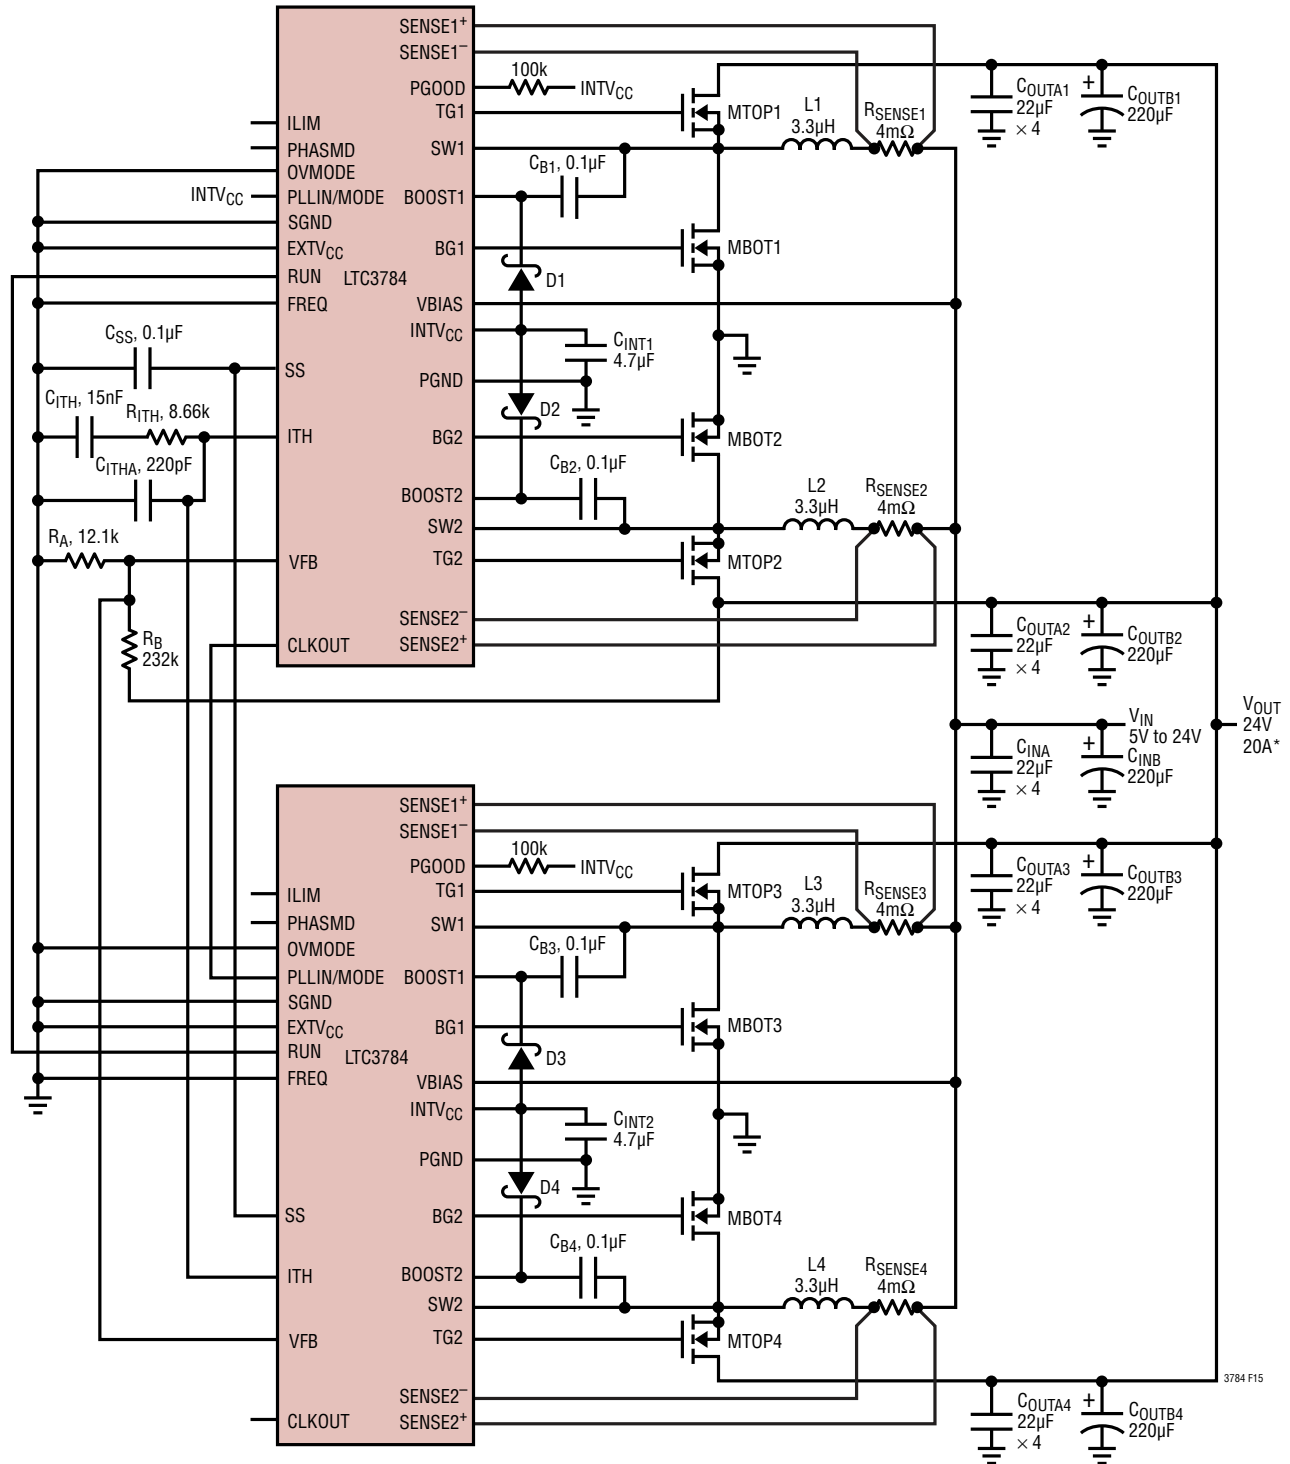 SENSE1+
SENSE1–
PGOOD
100k
INTVCC
TG1
MTOP1
L1
3.3µH
RSENSE1
4mΩ
COUTA1
22µF
× 4
+
COUTB1
220µF
ILIM
PHASMD
OVMODE
INTVCC
PLLIN/MODE
SGND
EXTVCC
RUN
LTC3784
FREQ
SW1
CB1, 0.1µF
BOOST1
BG1
MBOT1
D1
VBIAS
INTVCC
CINT1
4.7µF
PGND
CSS, 0.1µF
SS
CITH, 15nF
RITH, 8.66k
ITH
CITHA, 220pF
RA, 12.1k
VFB
RB
232k
CLKOUT
D2
BG2
MBOT2
CB2, 0.1µF
BOOST2
SW2
L2
3.3µH
RSENSE2
4mΩ
TG2
MTOP2
SENSE2–
SENSE2+
COUTA2
22µF
× 4
+
COUTB2
220µF
VIN
5V to 24V
CINA
22µF
× 4
+
CINB
220µF
VOUT
24V
20A*
SENSE1+
SENSE1–
PGOOD
100k
INTVCC
TG1
MTOP3
L3
3.3µH
RSENSE3
4mΩ
COUTA3
22µF
× 4
+
COUTB3
220µF
ILIM
PHASMD
OVMODE
PLLIN/MODE
SGND
EXTVCC
RUN
LTC3784
FREQ
SW1
CB3, 0.1µF
BOOST1
BG1
MBOT3
D3
VBIAS
INTVCC
CINT2
4.7µF
PGND
D4
SS
BG2
MBOT4
CB4, 0.1µF
ITH
BOOST2
SW2
L4
3.3µH
RSENSE4
4mΩ
VFB
TG2
MTOP4
SENSE2–
CLKOUT
SENSE2+
3784 F15
COUTA4
22µF
× 4
+
COUTB4
220µF